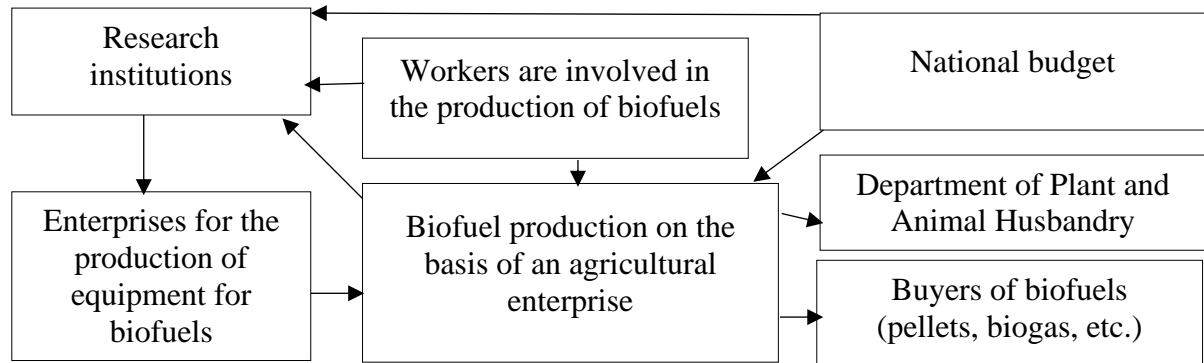 Research
institutions
Workers are involved in
the production of biofuels
National budget
Enterprises for the
production of
equipment for
biofuels
Biofuel production on the
basis of an agricultural
enterprise
Department of Plant and
Animal Husbandry
Buyers of biofuels
(pellets, biogas, etc.)